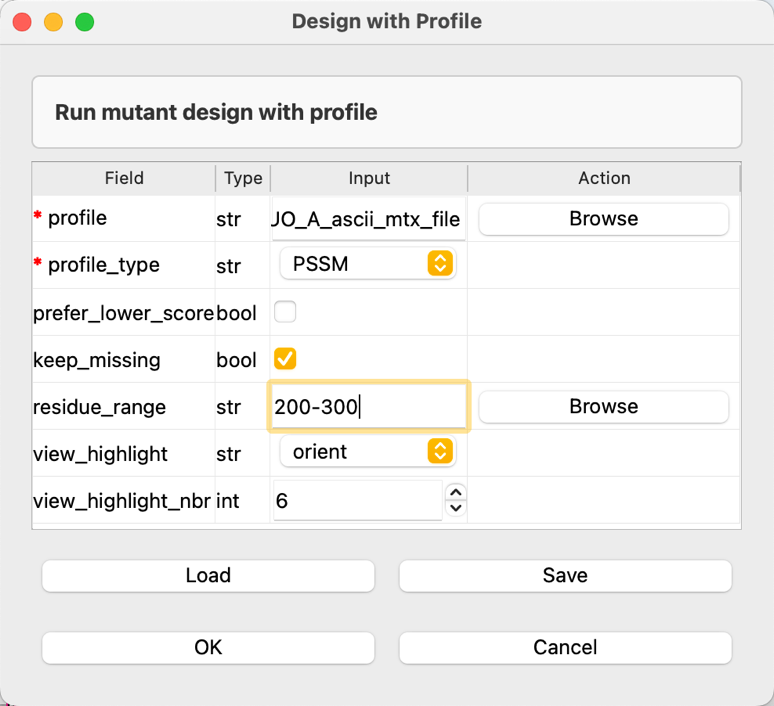 Design with Profile
Run mutant design with profile
Field Type Input Action
* profile str JO_A_ascii_mtx_file Browse
* profile_type str PSSM
prefer_lower_score bool
keep_missing bool
residue_range str 200-300 Browse
view_highlight str orient
view_highlight_nbr int 6
Load Save
OK Cancel